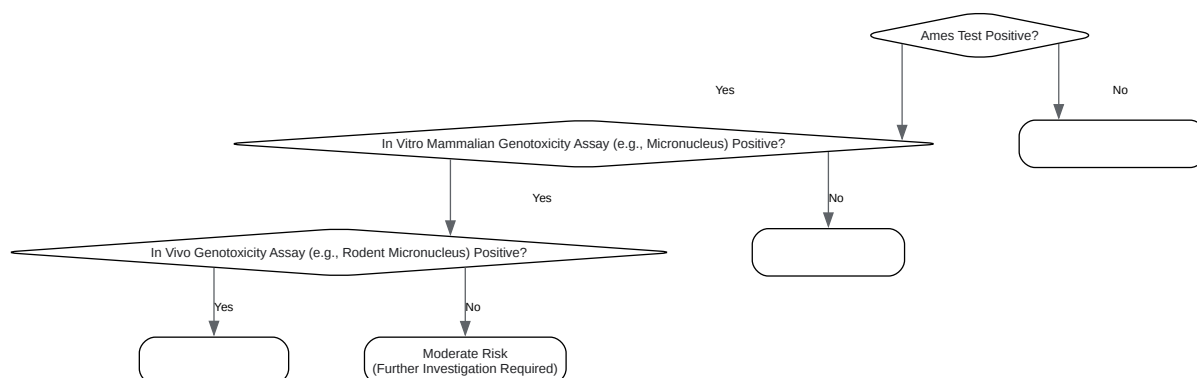 Ames Test Positive?
Yes
No
In Vitro Mammalian Genotoxicity Assay (e.g., Micronucleus) Positive?
Yes
No
In Vivo Genotoxicity Assay (e.g., Rodent Micronucleus) Positive?
Yes
No
Moderate Risk
(Further Investigation Required)